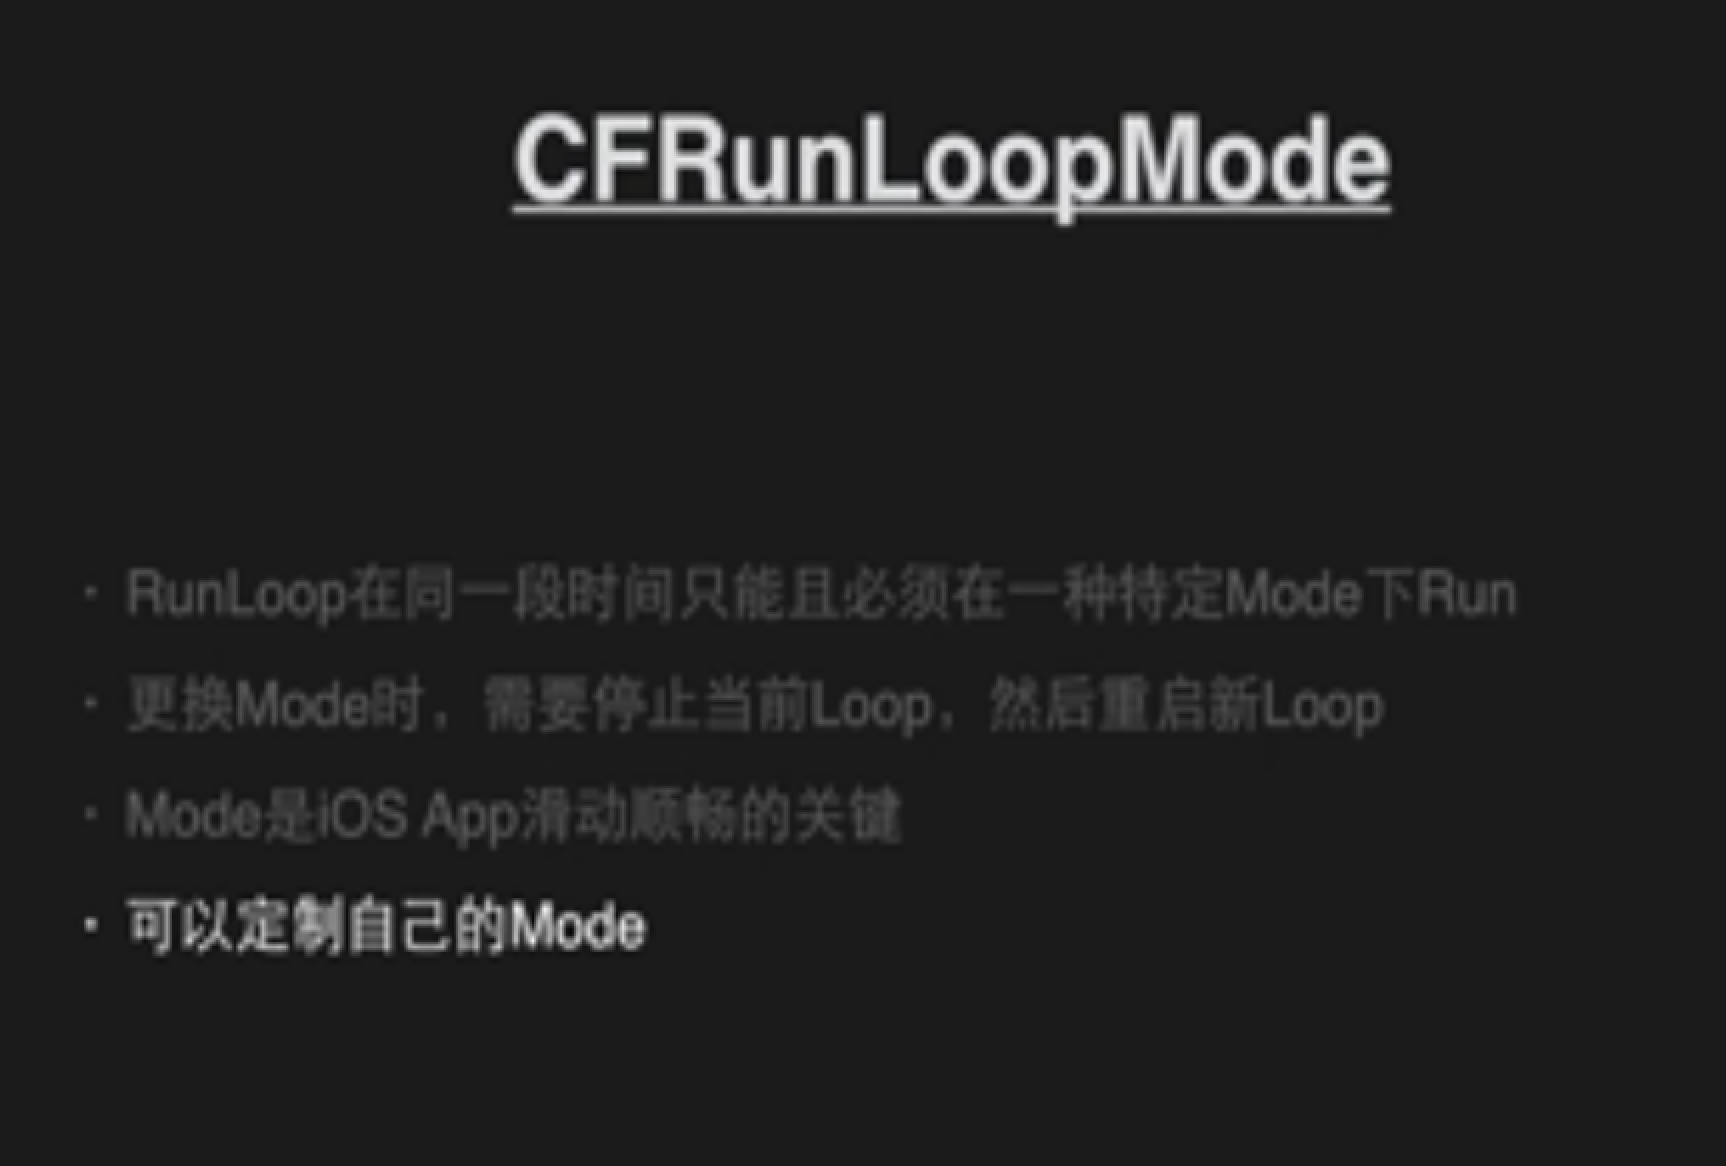 CFRunLoopMode
· RunLoop在同一段时间只能且必须在一种特定Mode下Run
· 更换Mode时，需要停止当前Loop，然后重启新Loop
· Mode是iOS App滑动顺畅的关键
· 可以定制自己的Mode